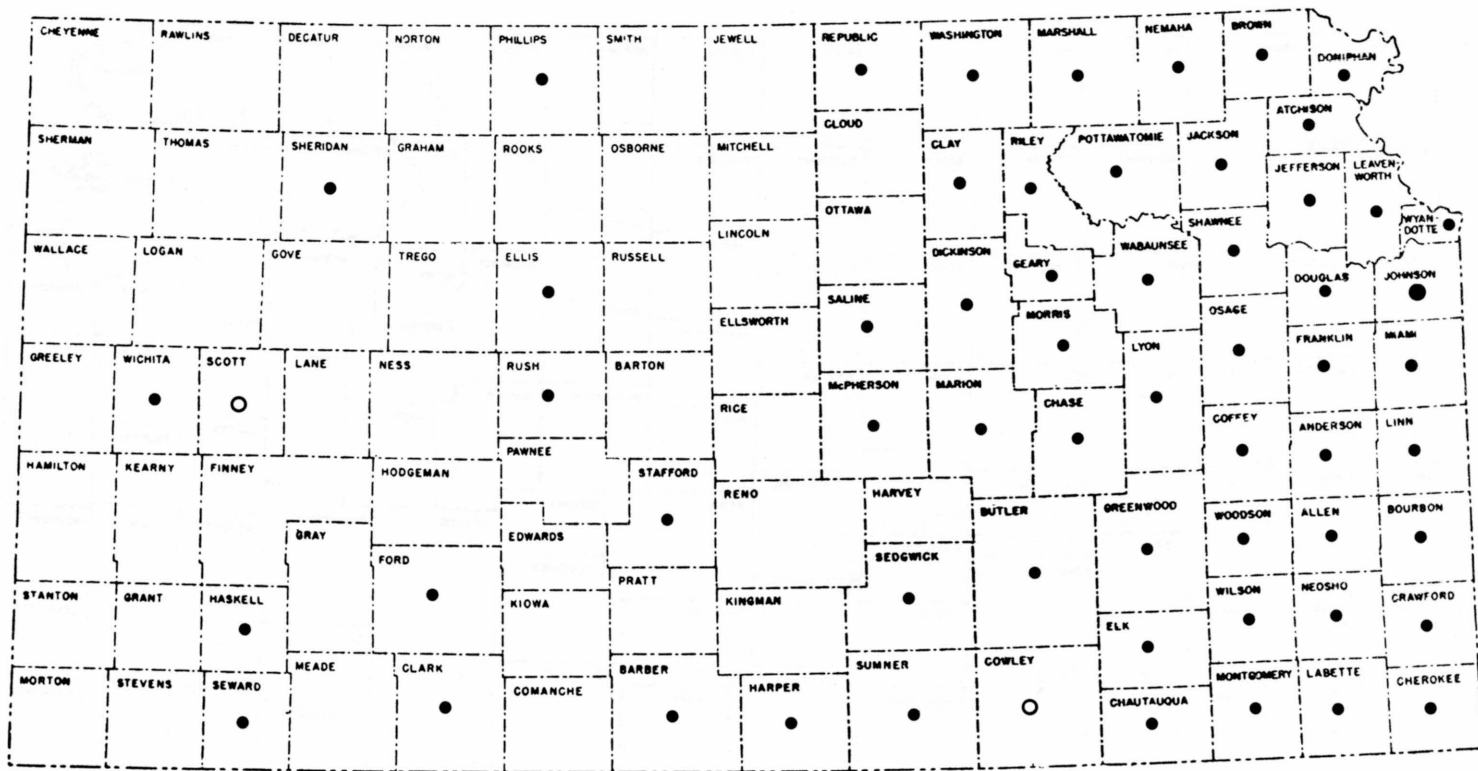 CHEYENNE
RAWLINS
DECATUR
NORTON
PHILLIPS
SMITH
JEWELL
REPUBLIC
WASHINGTON
MARSHALL
NEMAHA
BROWN
DONIPHAN
ATCHISON
SHERMAN
THOMAS
SHERIDAN
GRAHAM
ROOKS
OSBORNE
MITCHELL
CLOUD
CLAY
RILEY
POTTAWATOMIE
JACKSON
JEFFERSON
LEAVEN
WORTH
WYAN
DOTTE
WALLACE
LOGAN
GOVE
TREGO
ELLIS
RUSSELL
LINCOLN
OTTAWA
DICKINSON
GEARY
WABAUNSEE
SHAWNEE
DOUGLAS
JOHNSON
ELLSWORTH
SALINE
MORRIS
OSAGE
FRANKLIN
MIAMI
GREELEY
WICHITA
SCOTT
LANE
NESS
RUSH
BARTON
RICE
McPHERSON
MARION
CHASE
LYON
COFFEY
ANDERSON
LINN
HAMILTON
KEARNY
FINNEY
HODGEMAN
PAWNEE
STAFFORD
RENO
HARVEY
BUTLER
GREENWOOD
WOODSON
ALLEN
BOURBON
GRAY
FORD
EDWARDS
PRATT
KINGMAN
SEDGWICK
WILSON
NEOSHO
CRAWFORD
STANTON
GRANT
HASKELL
KIOWA
ELK
MORTON
STEVENS
SEWARD
MEADE
CLARK
COMANCHE
BARBER
HARPER
SUMNER
COWLEY
CHAUTAUQUA
MONTGOMERY
LABETTE
CHEROKEE